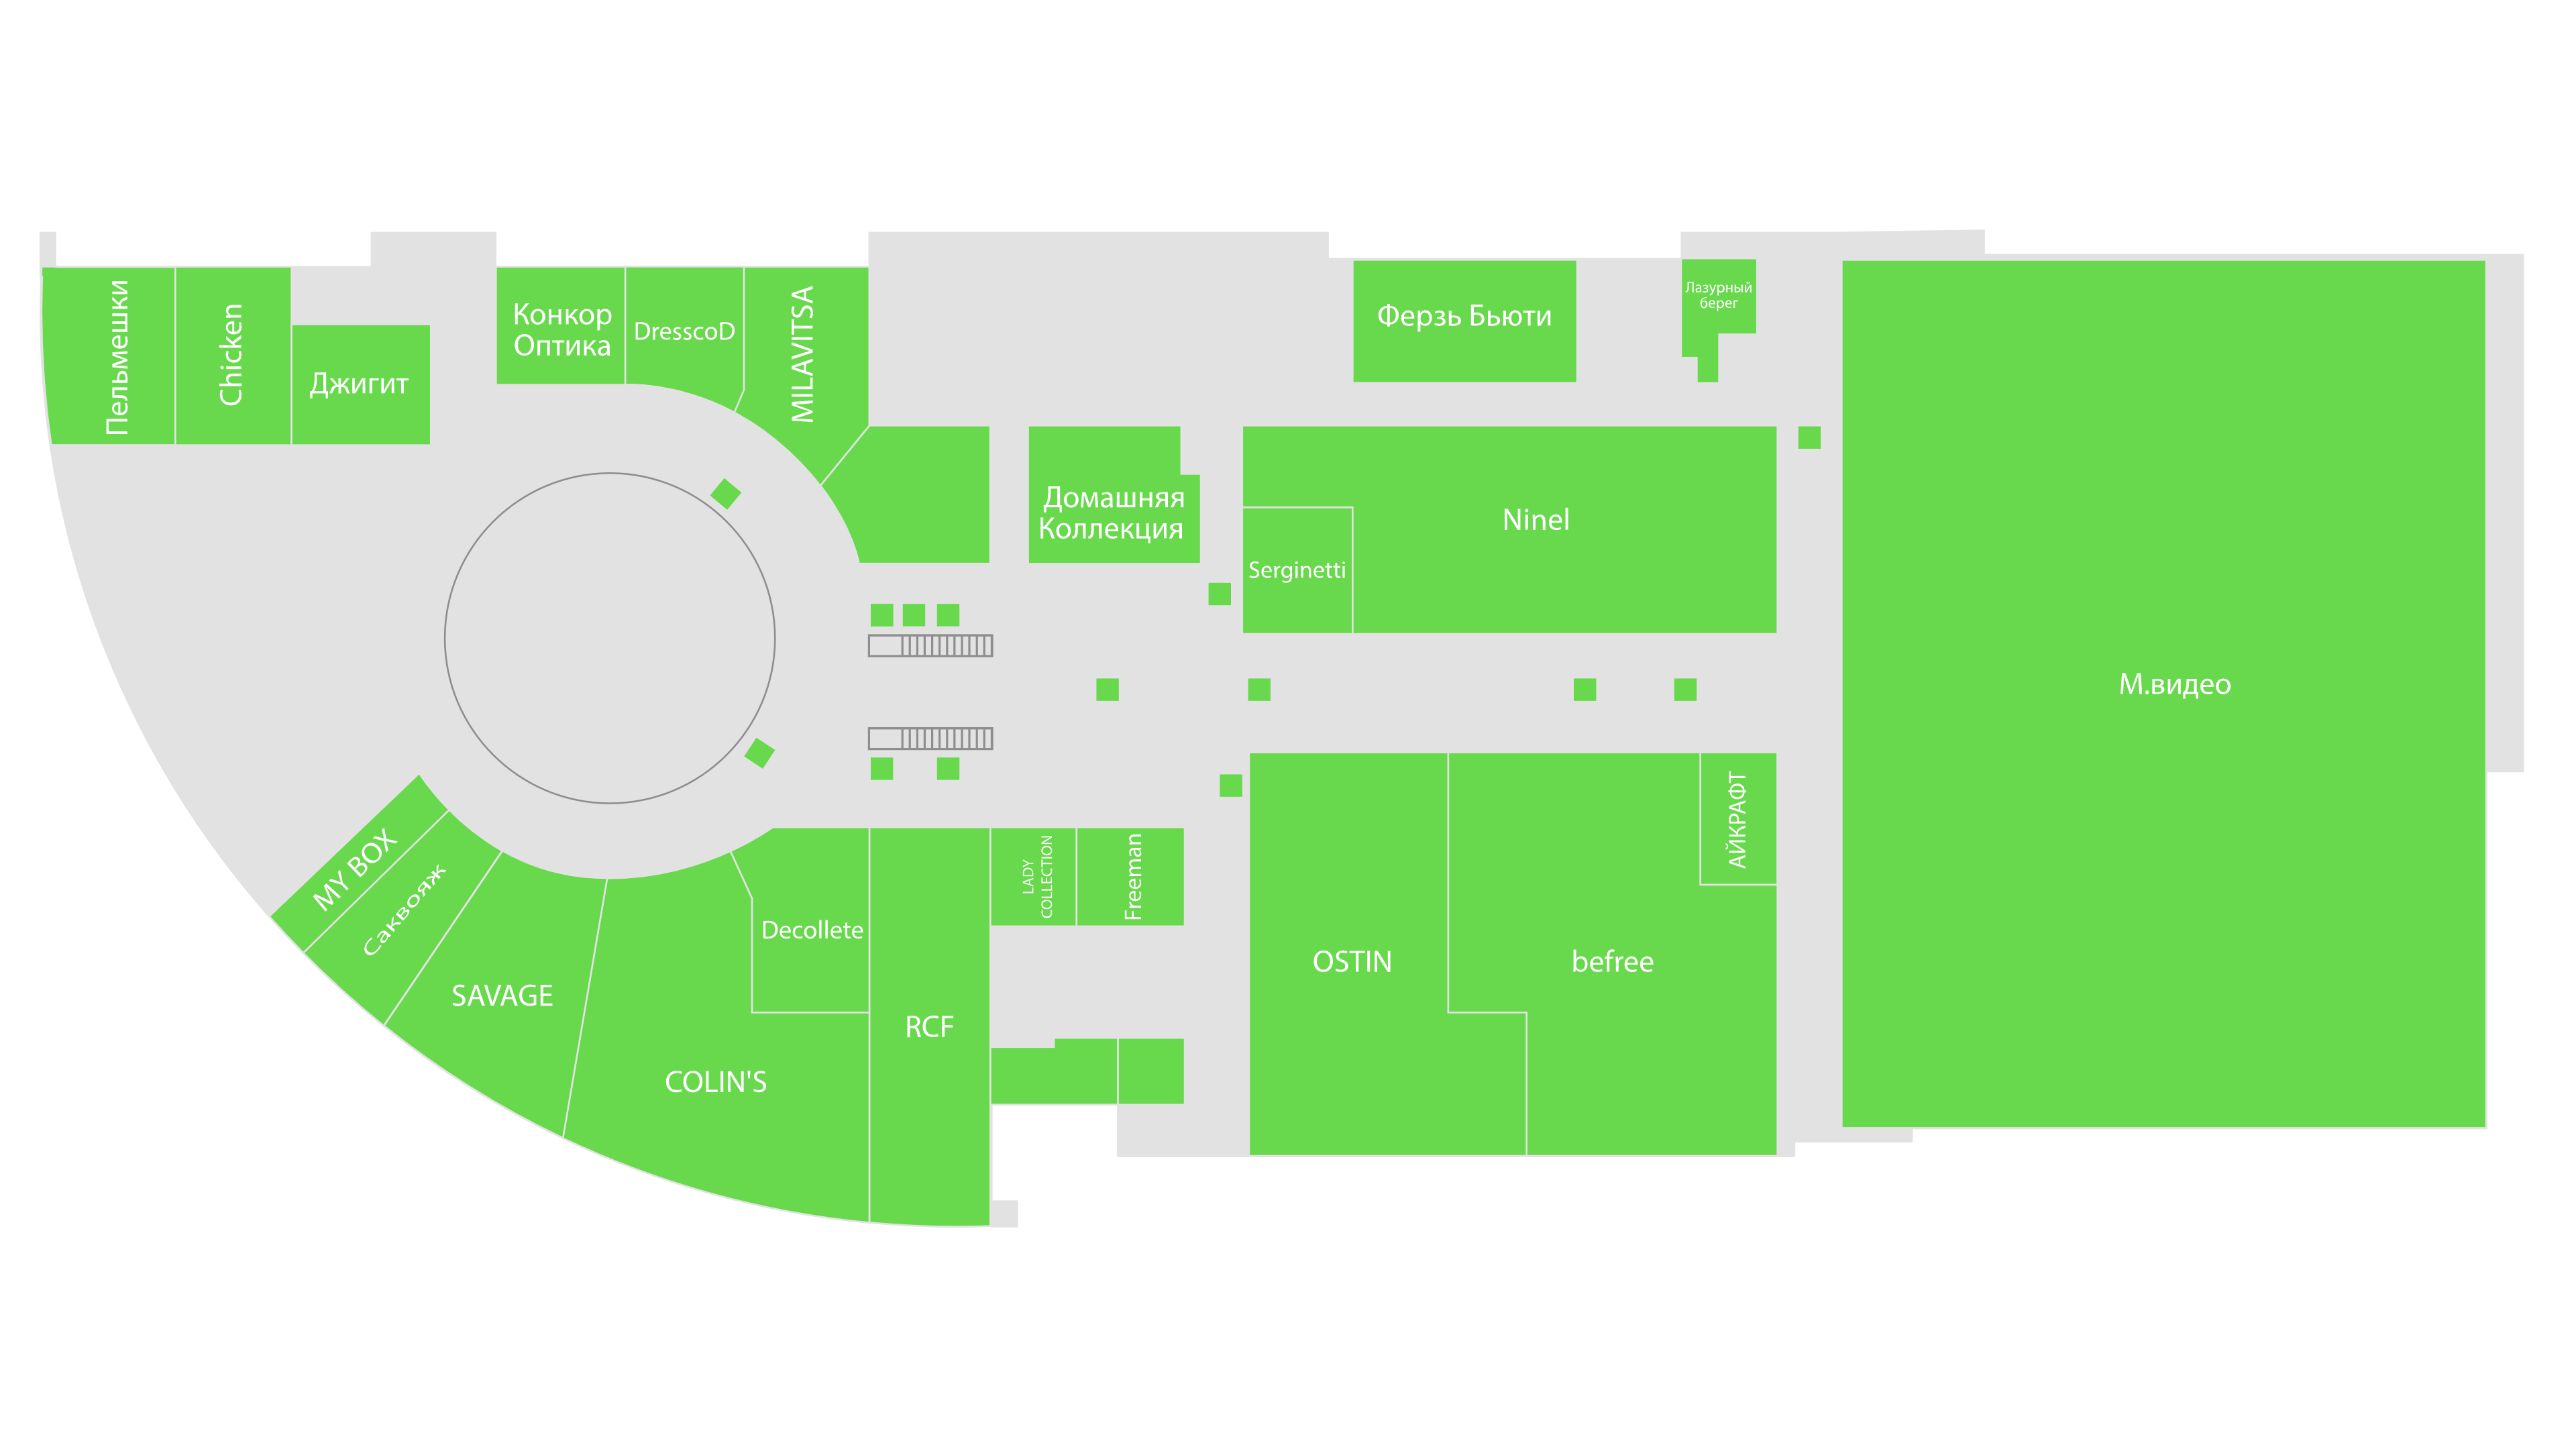 Пельмешки
Chicken
Джигит
Конкор
Оптика
DresscoD
MILAVITSA
Ферзь Бьюти
Лазурный
берег
Домашняя
Коллекция
Ninel
Serginetti
М.видео
MY BOX
Саквояж
SAVAGE
COLIN'S
Decollete
RCF
LADY
COLLECTION
Freeman
OSTIN
befree
АЙКРАФТ